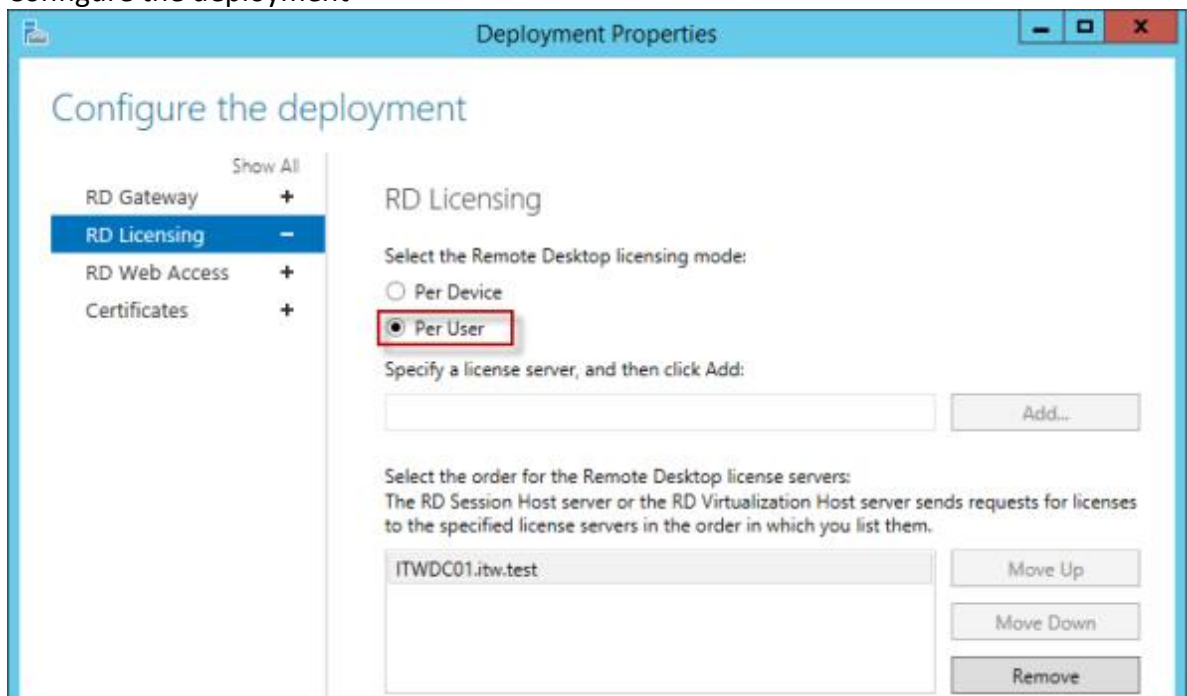 Configure the deployment
Deployment Properties
Configure the deployment
Show All
RD Gateway +
RD Licensing −
RD Web Access +
Certificates +
RD Licensing
Select the Remote Desktop licensing mode:
Per Device
Per User
Specify a license server, and then click Add:
Add...
Select the order for the Remote Desktop license servers:
The RD Session Host server or the RD Virtualization Host server sends requests for licenses
to the specified license servers in the order in which you list them.
ITWDC01.itw.test
Move Up
Move Down
Remove